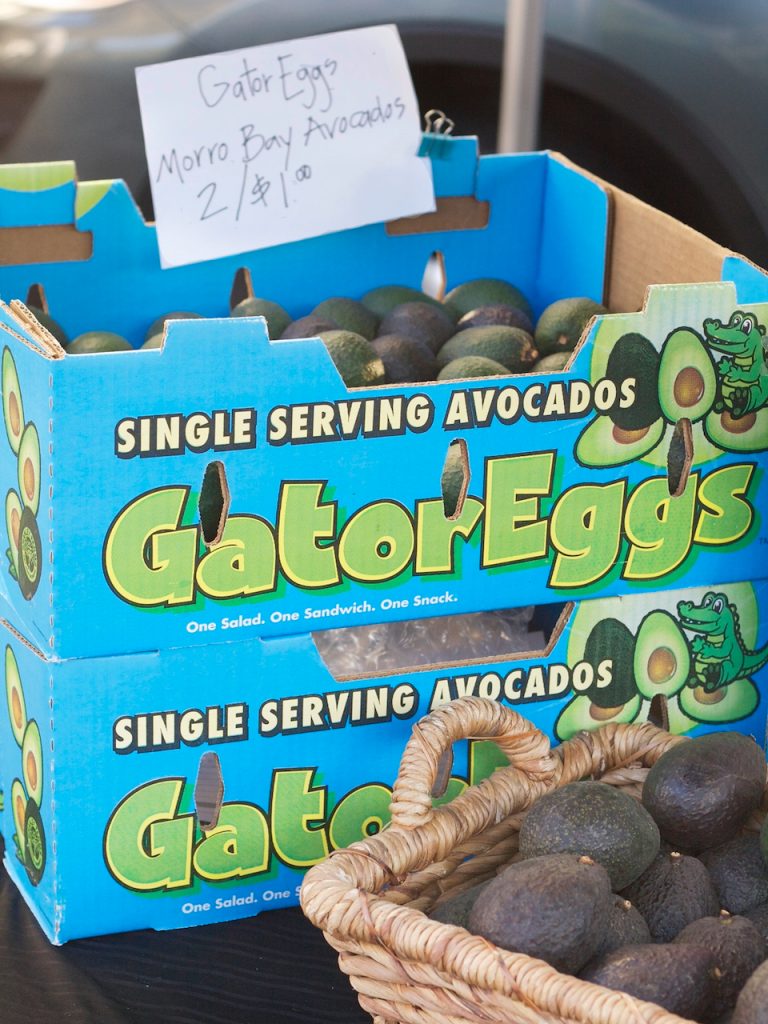 Gator Eggs
Morro Bay Avocados
2/$1.00
SINGLE SERVING AVOCADOS
GatorEggs
One Salad. One Sandwich. One Snack.
SINGLE SERVING AVOCADOS
Gato
One Salad. One S